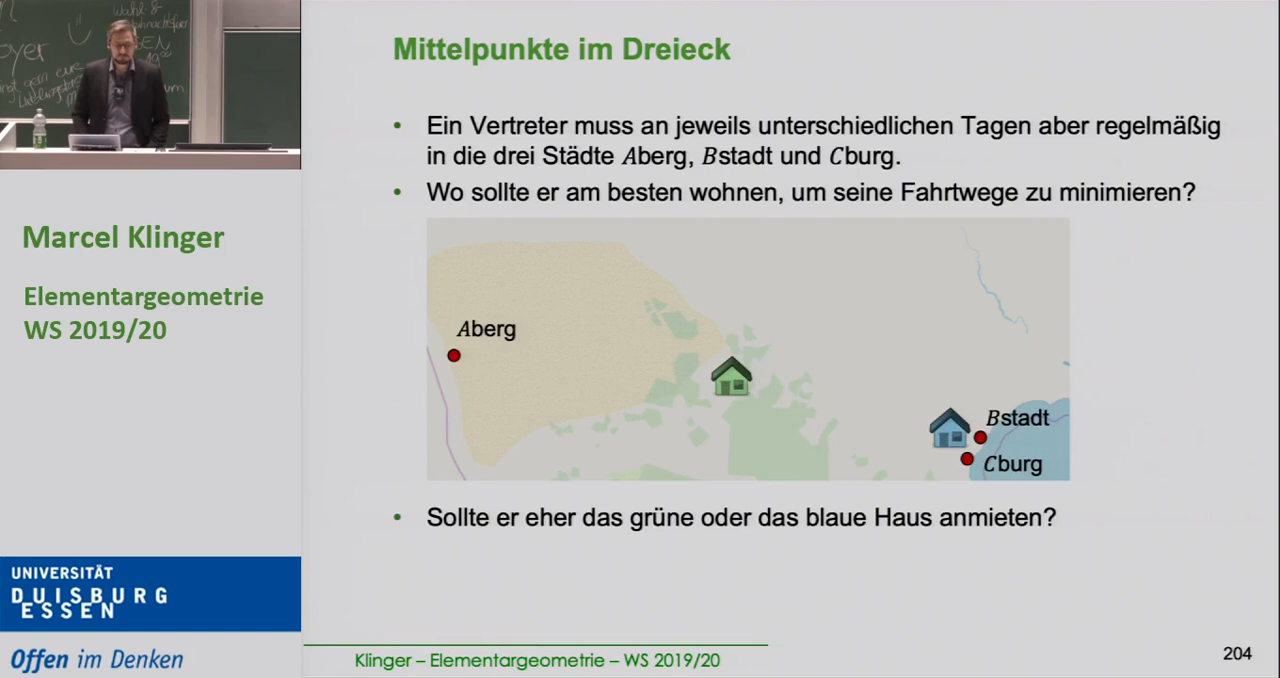 Mittelpunkte im Dreieck
• Ein Vertreter muss an jeweils unterschiedlichen Tagen aber regelmäßig
in die drei Städte Aberg, Bstadt und Cburg.
• Wo sollte er am besten wohnen, um seine Fahrtwege zu minimieren?
Aberg
Bstadt
Cburg
• Sollte er eher das grüne oder das blaue Haus anmieten?
Marcel Klinger
Elementargeometrie
WS 2019/20
UNIVERSITÄT
DUISBURG
ESSEN
Offen im Denken
Klinger – Elementargeometrie – WS 2019/20
204